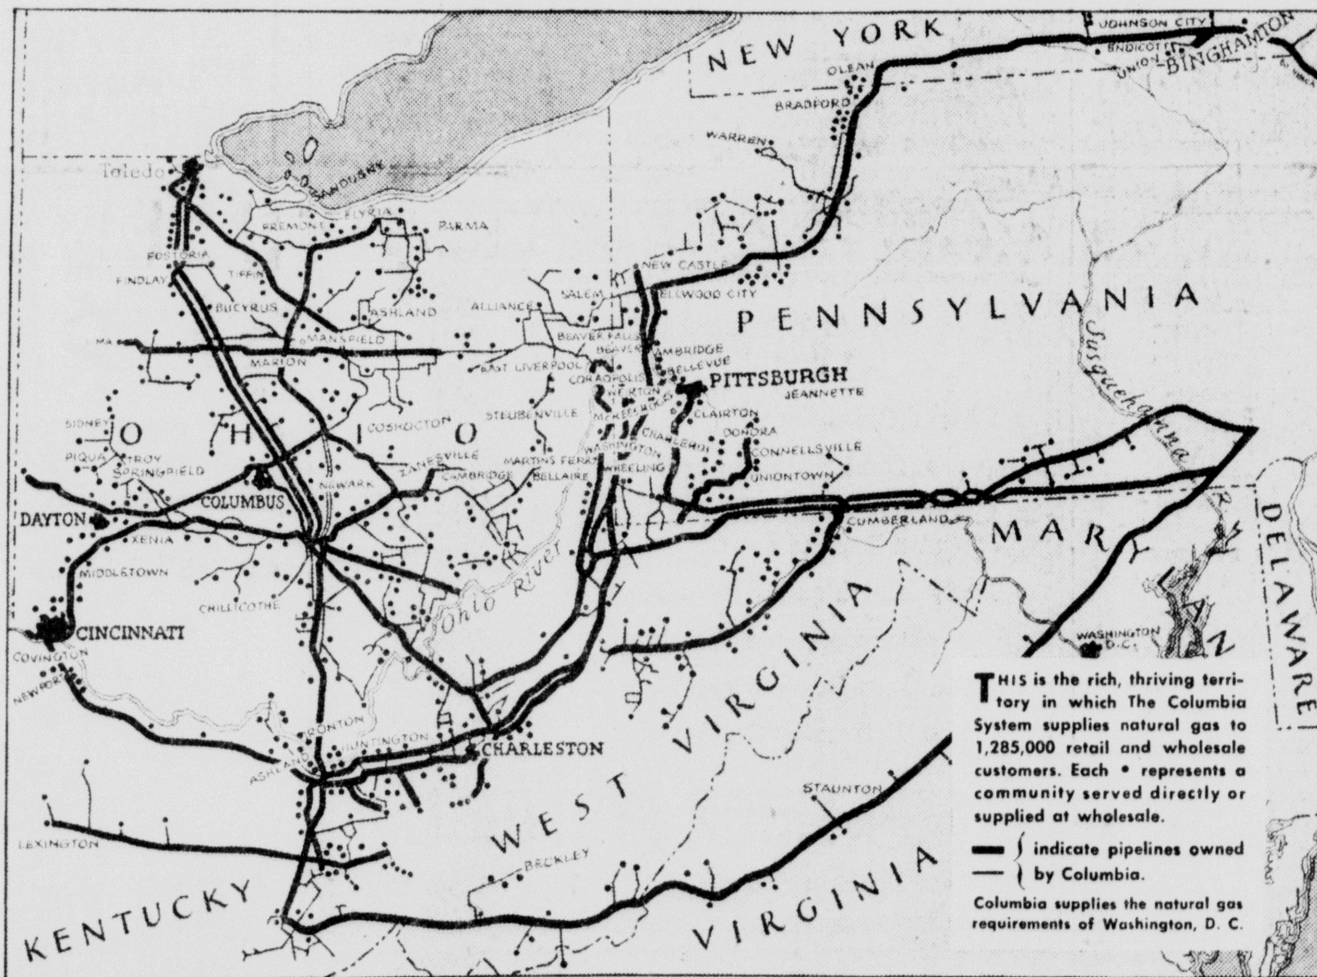 NEW YORK
JOHNSON CITY
ENDICOTT
UNION
BINGHAMTON
OLEAN
BRADFORD
WARREN
Toledo
SANDUSKY
ELYRIA
FREMONT
PARMA
FOSTORIA
TIFFIN
FINDLAY
NEW CASTLE
BUCYRUS
ASHLAND
ALLIANCE
SALEM
ELLWOOD CITY
PENNSYLVANIA
MANSFIELD
BEAVER FALLS
BEAVER
AMBRIDGE
MA
MARION
EAST LIVERPOOL
BELLEVUE
CORAOPOLIS
PITTSBURGH
JEANNETTE
WEIRTON
McKEES ROCKS
STEUBENVILLE
CLAIRTON
Susquehanna
SIDNEY
OHIO
COSHOCTON
CHARLEROI
DONORA
WASHINGTON
CONNELLSVILLE
PIQUA
TROY
SPRINGFIELD
ZANESVILLE
MARTINS FERRY
WHEELING
CAMBRIDGE
BELLAIRE
UNIONTOWN
NEWARK
COLUMBUS
DAYTON
CUMBERLAND
MARYLAND
DELAWARE
XENIA
MIDDLETOWN
Ohio River
CHILLICOTHE
CINCINNATI
COVINGTON
NEWPORT
WASHINGTON
D.C.
IRONTON
HUNTINGTON
ASHLAND
CHARLESTON
WEST VIRGINIA
STAUNTON
LEXINGTON
BECKLEY
KENTUCKY
VIRGINIA
THIS is the rich, thriving terri-
tory in which The Columbia
System supplies natural gas to
1,285,000 retail and wholesale
customers. Each • represents a
community served directly or
supplied at wholesale.
indicate pipelines owned
by Columbia.
Columbia supplies the natural gas
requirements of Washington, D. C.